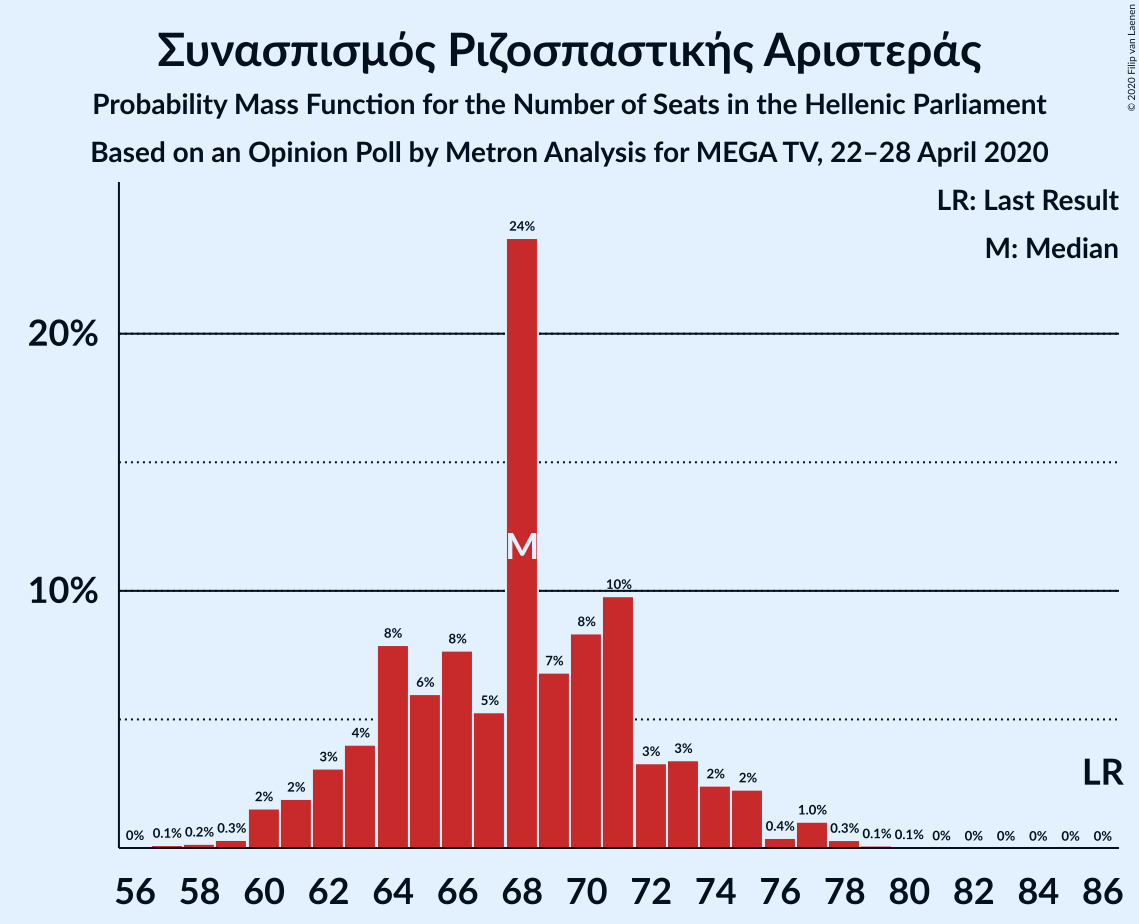 Συνασπισμός Ριζοσπαστικής Αριστεράς
Probability Mass Function for the Number of Seats in the Hellenic Parliament
Based on an Opinion Poll by Metron Analysis for MEGA TV, 22–28 April 2020
© 2020 Filip van Laenen
LR: Last Result
M: Median
20%
10%
0% 0.1% 0.2% 0.3% 2% 2% 3% 4% 8% 6% 8% 5% 24% 7% 8% 10% 3% 3% 2% 2% 0.4% 1.0% 0.3% 0.1% 0.1% 0% 0% 0% 0% 0% 0%
M
LR
56 58 60 62 64 66 68 70 72 74 76 78 80 82 84 86